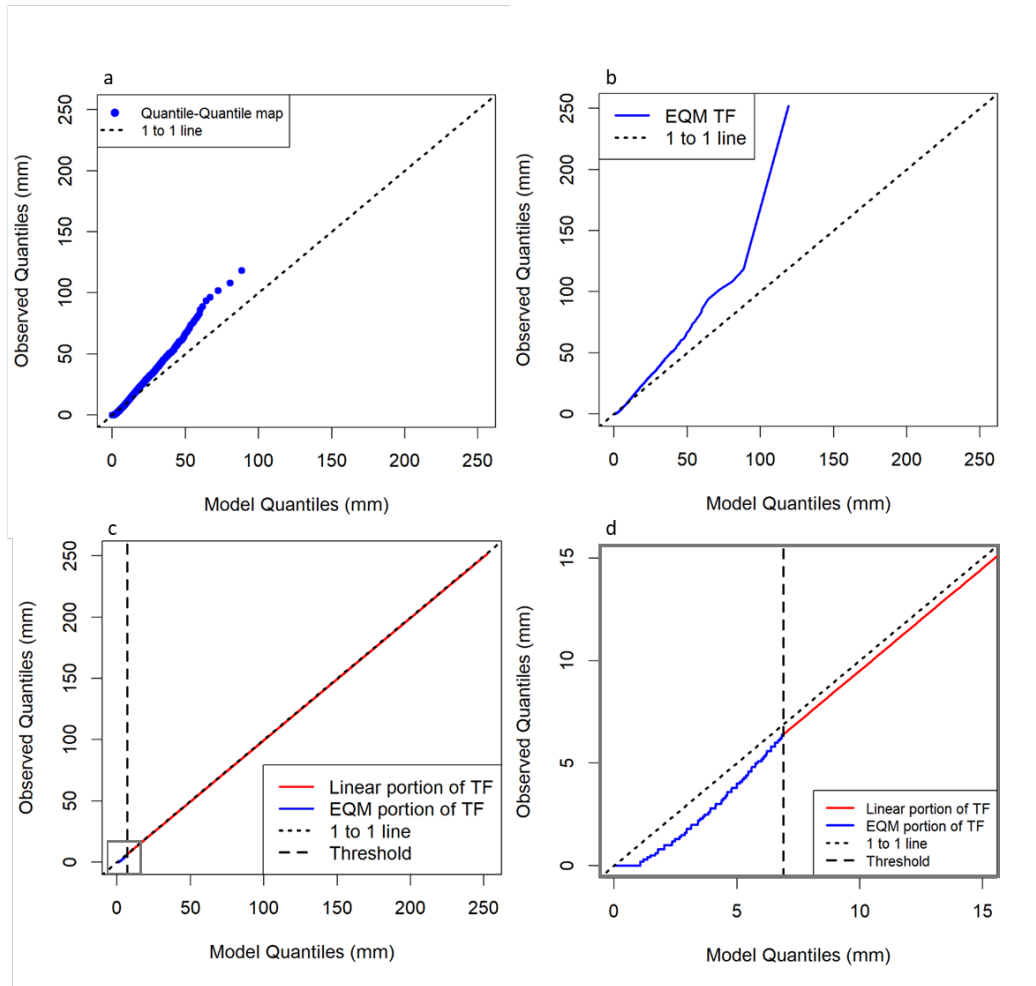 a
250
200
150
100
50
0
Observed Quantiles (mm)
Quantile-Quantile map
1 to 1 line
0 50 100 150 200 250
Model Quantiles (mm)
b
250
200
150
100
50
0
Observed Quantiles (mm)
EQM TF
1 to 1 line
0 50 100 150 200 250
Model Quantiles (mm)
c
250
200
150
100
50
0
Observed Quantiles (mm)
Linear portion of TF
EQM portion of TF
1 to 1 line
Threshold
0 50 100 150 200 250
Model Quantiles (mm)
d
15
10
5
0
Observed Quantiles (mm)
Linear portion of TF
EQM portion of TF
1 to 1 line
Threshold
0 5 10 15
Model Quantiles (mm)